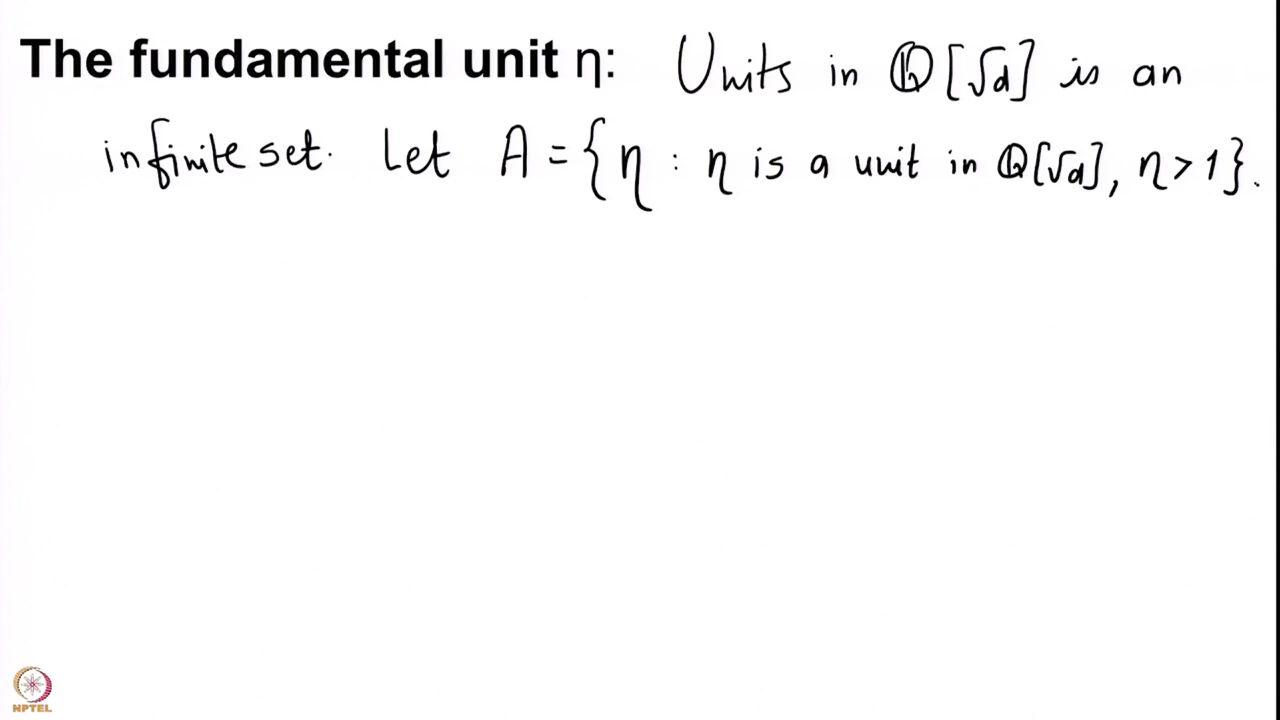 The fundamental unit η: Units in ℚ[√d] is an
infinite set. Let A = {η : η is a unit in ℚ[√d], η > 1}.
NPTEL